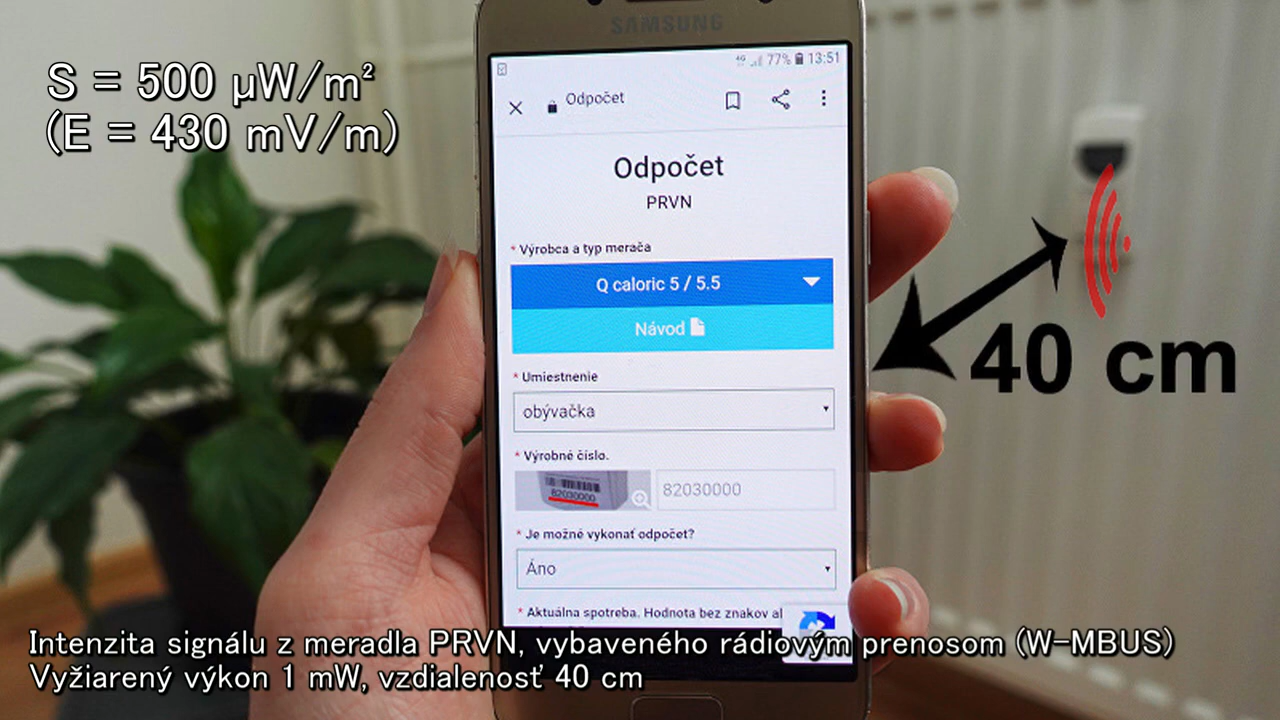 S = 500 μW/m²
(E = 430 mV/m)
SAMSUNG
4G 77% 13:51
Odpočet
Odpočet
PRVN
* Výrobca a typ merača
Q caloric 5 / 5.5
Návod
* Umiestnenie
obývačka
* Výrobné číslo.
82030000
82030000
* Je možné vykonať odpočet?
Áno
* Aktuálna spotreba. Hodnota bez znakov
40 cm
Intenzita signálu z meradla PRVN, vybaveného rádiovým prenosom (W-MBUS)
Vyžiarený výkon 1 mW, vzdialenosť 40 cm